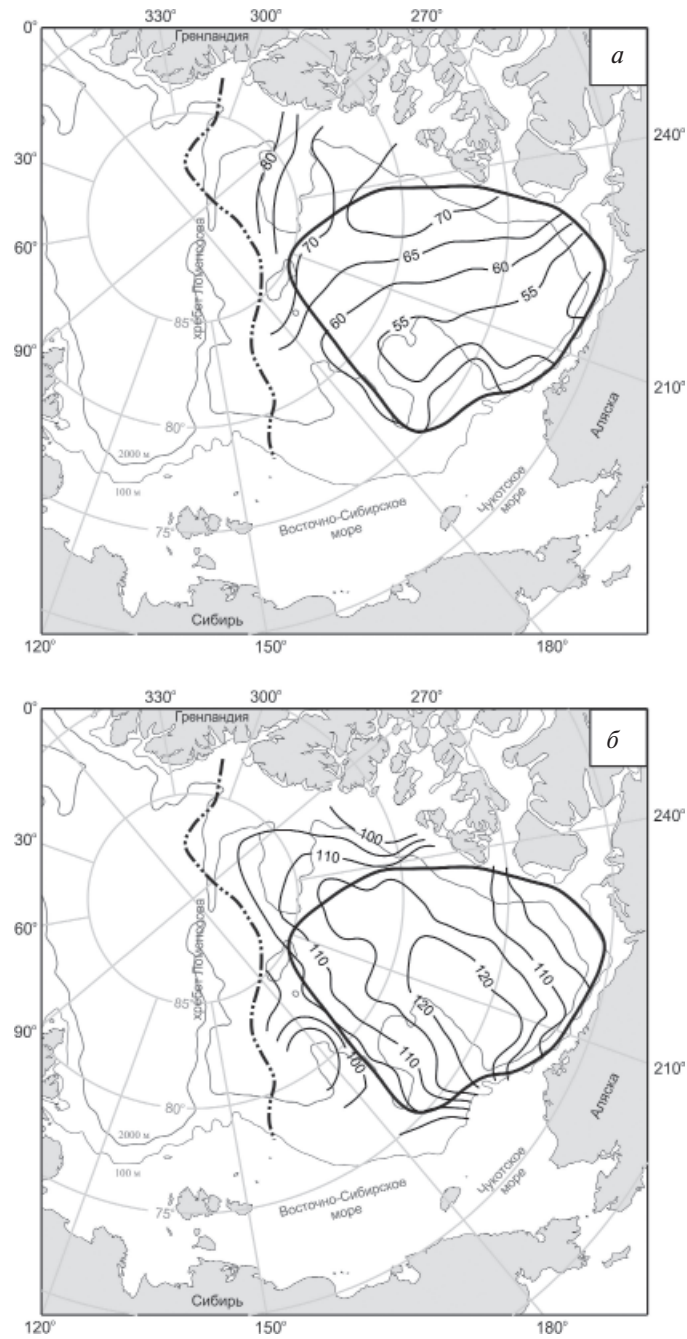 330° 300° 270°
0° Гренландия а
240°
30°
80
70
70
60°
65
60
хребет Ломоносова
55
60
90°
85°
55
210°
Аляска
80°
2000 м
100 м
Чукотское
море
75°
Восточно-Сибирское
море
Сибирь
120° 150° 180°
330° 300° 270°
0° Гренландия б
240°
100
30°
110
60°
хребет Ломоносова
110
110
120
85°
90°
120
100
110
210°
Аляска
80°
2000 м
100 м
Чукотское
море
75°
Восточно-Сибирское
море
Сибирь
120° 150° 180°